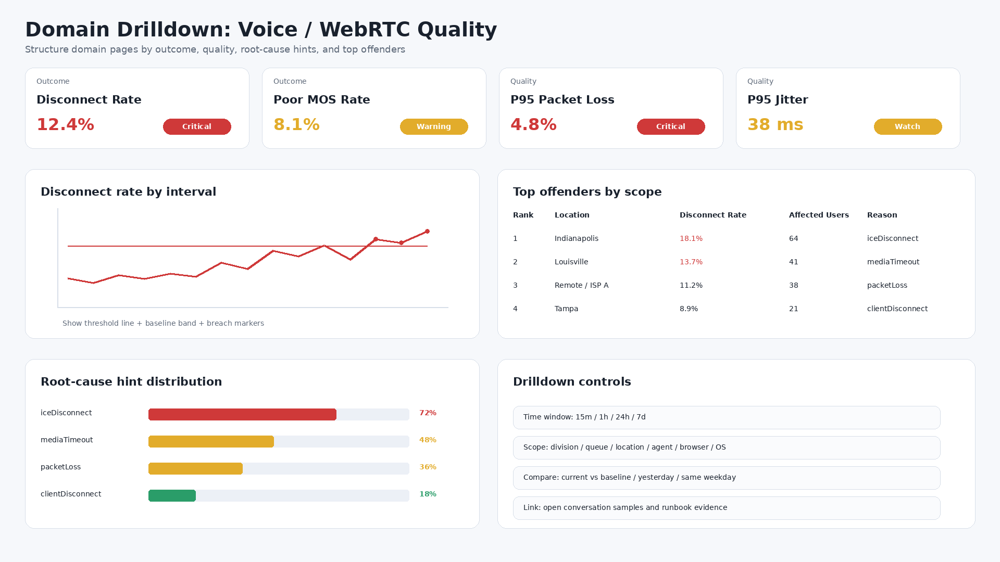 Domain Drilldown: Voice / WebRTC Quality
Structure domain pages by outcome, quality, root-cause hints, and top offenders
Outcome
Disconnect Rate
12.4%
Critical
Outcome
Poor MOS Rate
8.1%
Warning
Quality
P95 Packet Loss
4.8%
Critical
Quality
P95 Jitter
38 ms
Watch
Disconnect rate by interval
Show threshold line + baseline band + breach markers
Top offenders by scope
Rank Location Disconnect Rate Affected Users Reason
1 Indianapolis 18.1% 64 iceDisconnect
2 Louisville 13.7% 41 mediaTimeout
3 Remote / ISP A 11.2% 38 packetLoss
4 Tampa 8.9% 21 clientDisconnect
Root-cause hint distribution
iceDisconnect 72%
mediaTimeout 48%
packetLoss 36%
clientDisconnect 18%
Drilldown controls
Time window: 15m / 1h / 24h / 7d
Scope: division / queue / location / agent / browser / OS
Compare: current vs baseline / yesterday / same weekday
Link: open conversation samples and runbook evidence